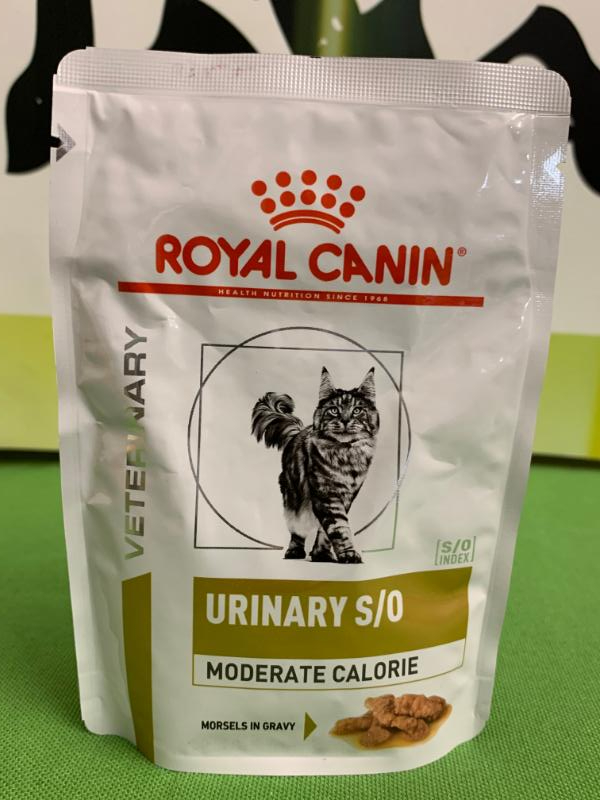 ROYAL CANIN®
HEALTH NUTRITION SINCE 1968
VETERINARY
S/O
INDEX
URINARY S/O
MODERATE CALORIE
MORSELS IN GRAVY